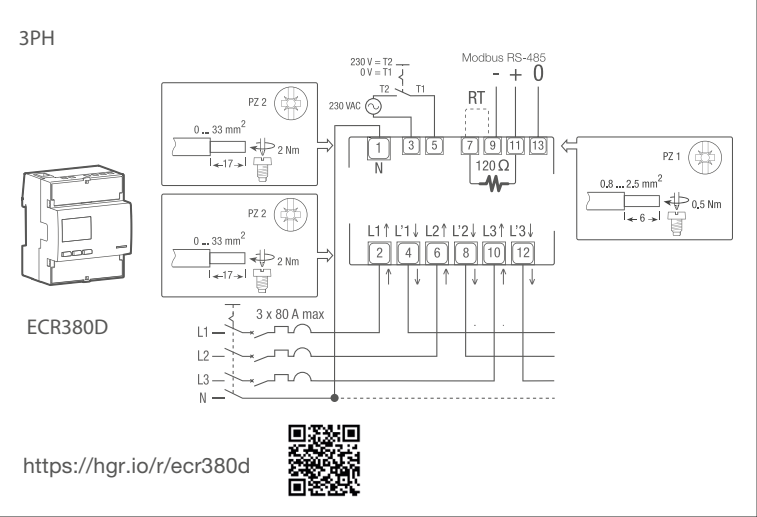 3PH
230 V = T2
0 V = T1
T2 T1
230 VAC
Modbus RS-485
- + 0
RT
1 3 5 7 9 11 13
N
120 Ω
PZ 2
0 ... 33 mm2
17
2 Nm
PZ 2
0 ... 33 mm2
17
2 Nm
PZ 1
0.8 ... 2.5 mm2
6
0.5 Nm
L1↑ L'1↓ L2↑ L'2↓ L3↑ L'3↓
2 4 6 8 10 12
ECR380D
3 x 80 A max
L1
L2
L3
N
https://hgr.io/r/ecr380d